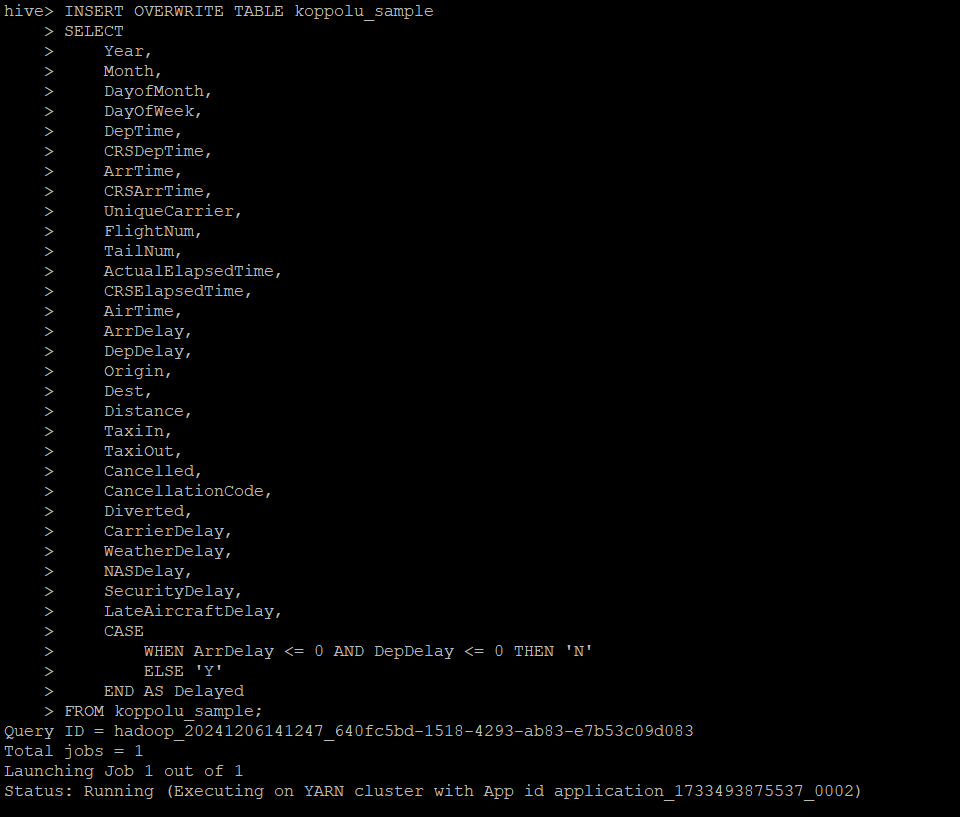 hive> INSERT OVERWRITE TABLE koppolu_sample
    > SELECT
    >     Year,
    >     Month,
    >     DayofMonth,
    >     DayOfWeek,
    >     DepTime,
    >     CRSDepTime,
    >     ArrTime,
    >     CRSArrTime,
    >     UniqueCarrier,
    >     FlightNum,
    >     TailNum,
    >     ActualElapsedTime,
    >     CRSElapsedTime,
    >     AirTime,
    >     ArrDelay,
    >     DepDelay,
    >     Origin,
    >     Dest,
    >     Distance,
    >     TaxiIn,
    >     TaxiOut,
    >     Cancelled,
    >     CancellationCode,
    >     Diverted,
    >     CarrierDelay,
    >     WeatherDelay,
    >     NASDelay,
    >     SecurityDelay,
    >     LateAircraftDelay,
    >     CASE
    >         WHEN ArrDelay <= 0 AND DepDelay <= 0 THEN 'N'
    >         ELSE 'Y'
    >     END AS Delayed
    > FROM koppolu_sample;
Query ID = hadoop_20241206141247_640fc5bd-1518-4293-ab83-e7b53c09d083
Total jobs = 1
Launching Job 1 out of 1
Status: Running (Executing on YARN cluster with App id application_1733493875537_0002)